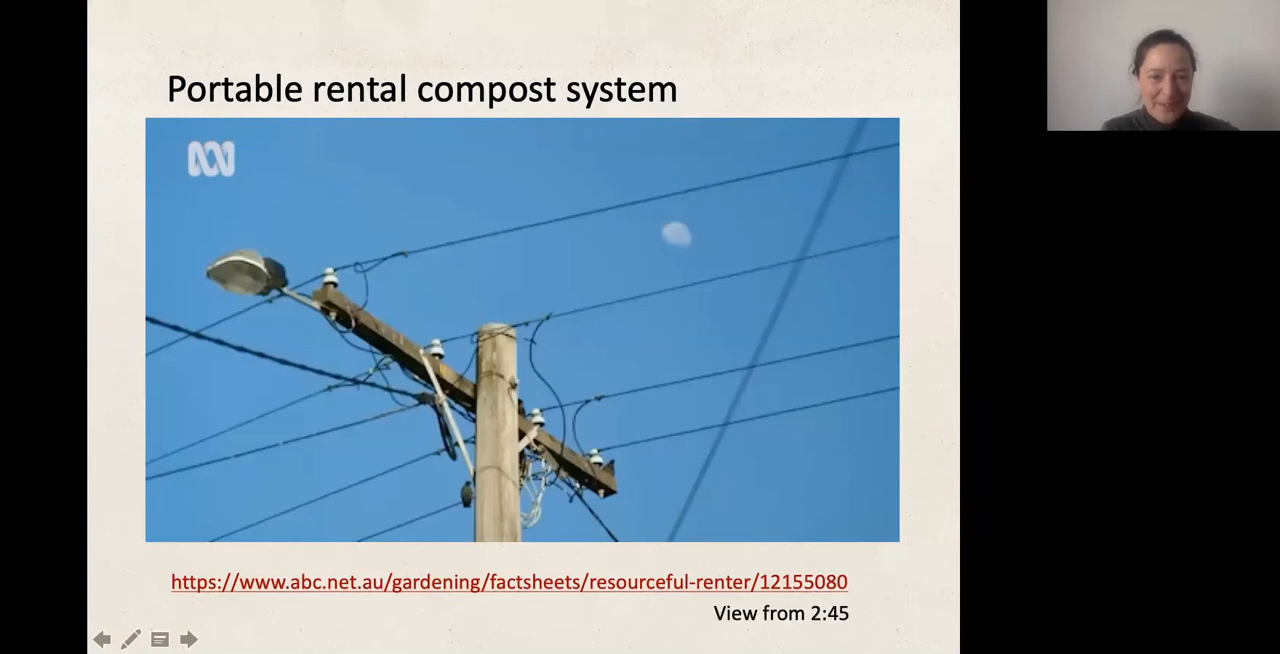 Portable rental compost system
https://www.abc.net.au/gardening/factsheets/resourceful-renter/12155080
View from 2:45